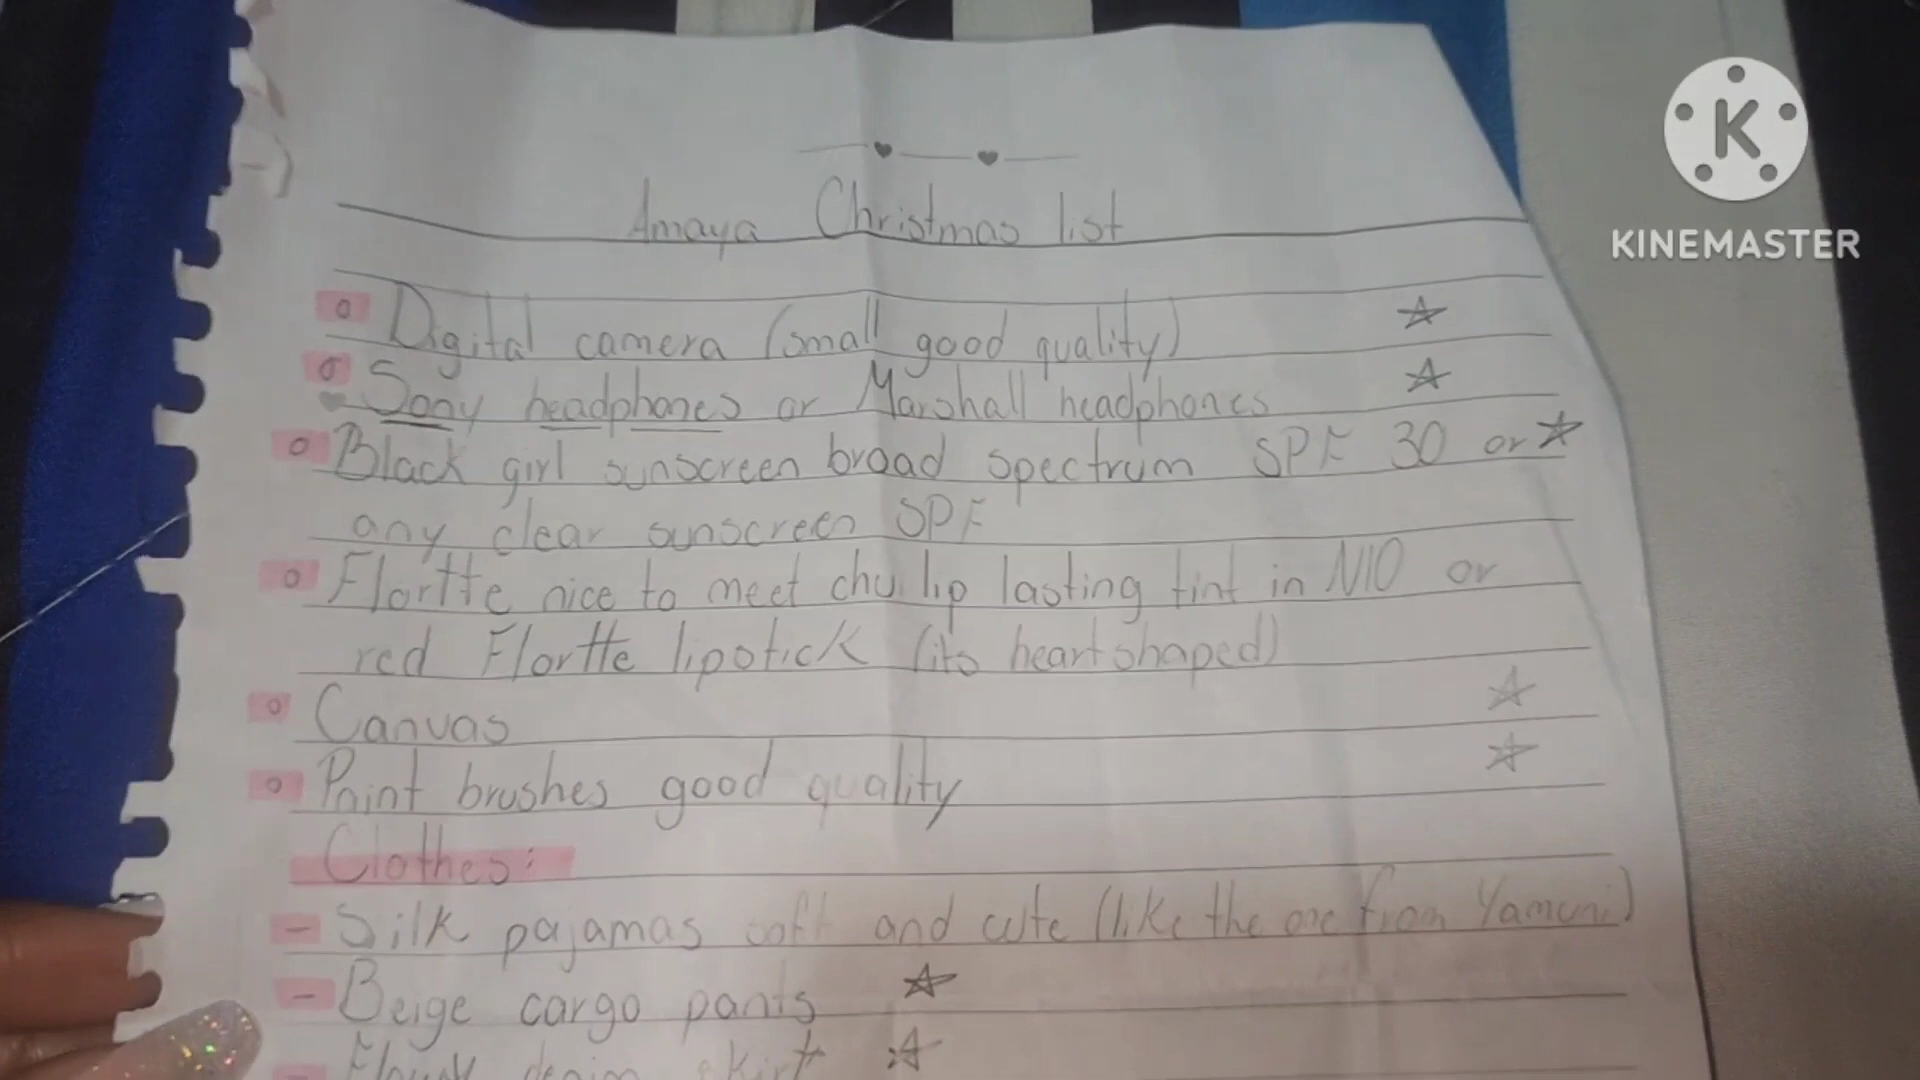 Amaya Christmas list
Digital camera (small good quality)
Sony headphones or Marshall headphones
Black girl sunscreen broad spectrum SPF 30 or
any clear sunscreen SPF
Flortte nice to meet chu lip lasting tint in N10 or
red Flortte lipstick (its heart shaped)
Canvas
Paint brushes good quality
Clothes:
- Silk pajamas soft and cute (like the one from Yamuni)
- Beige cargo pants
- denim skirt
K
KINEMASTER